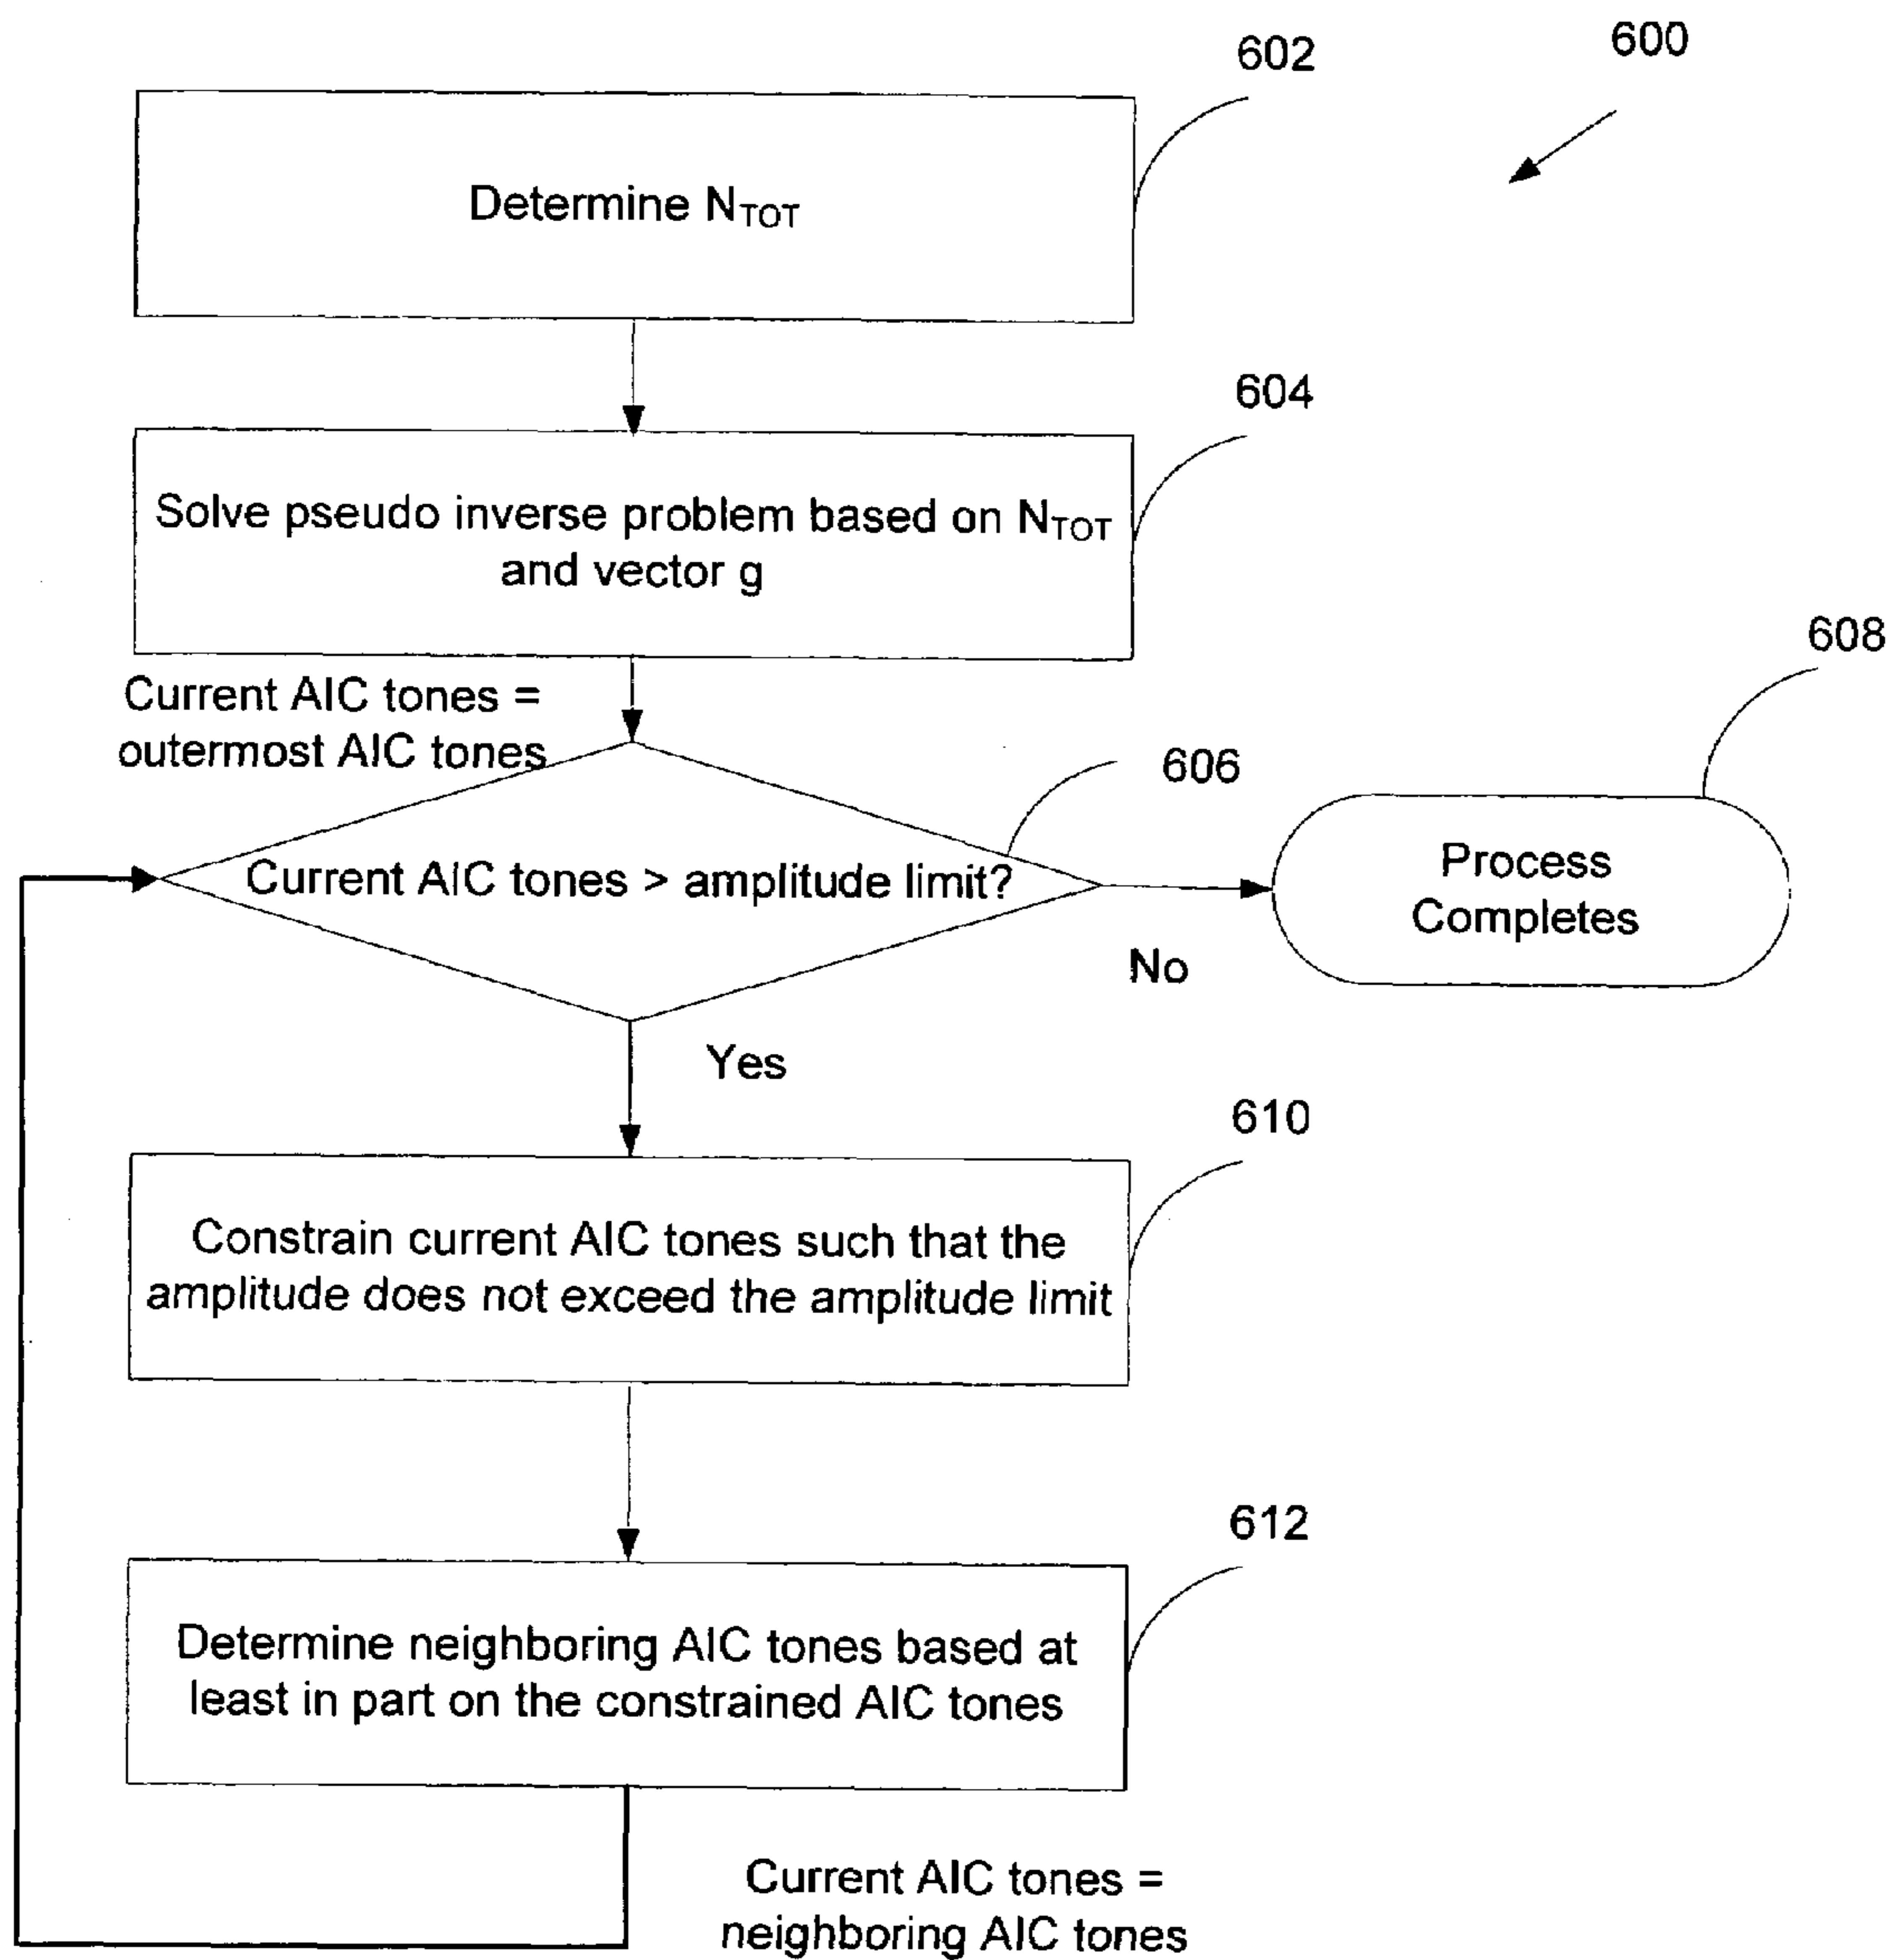 600
602
Determine N_TOT
604
Solve pseudo inverse problem based on N_TOT
and vector g
Current AIC tones =
outermost AIC tones
606
608
Current AIC tones > amplitude limit?
Process
Completes
No
Yes
610
Constrain current AIC tones such that the
amplitude does not exceed the amplitude limit
612
Determine neighboring AIC tones based at
least in part on the constrained AIC tones
Current AIC tones =
neighboring AIC tones